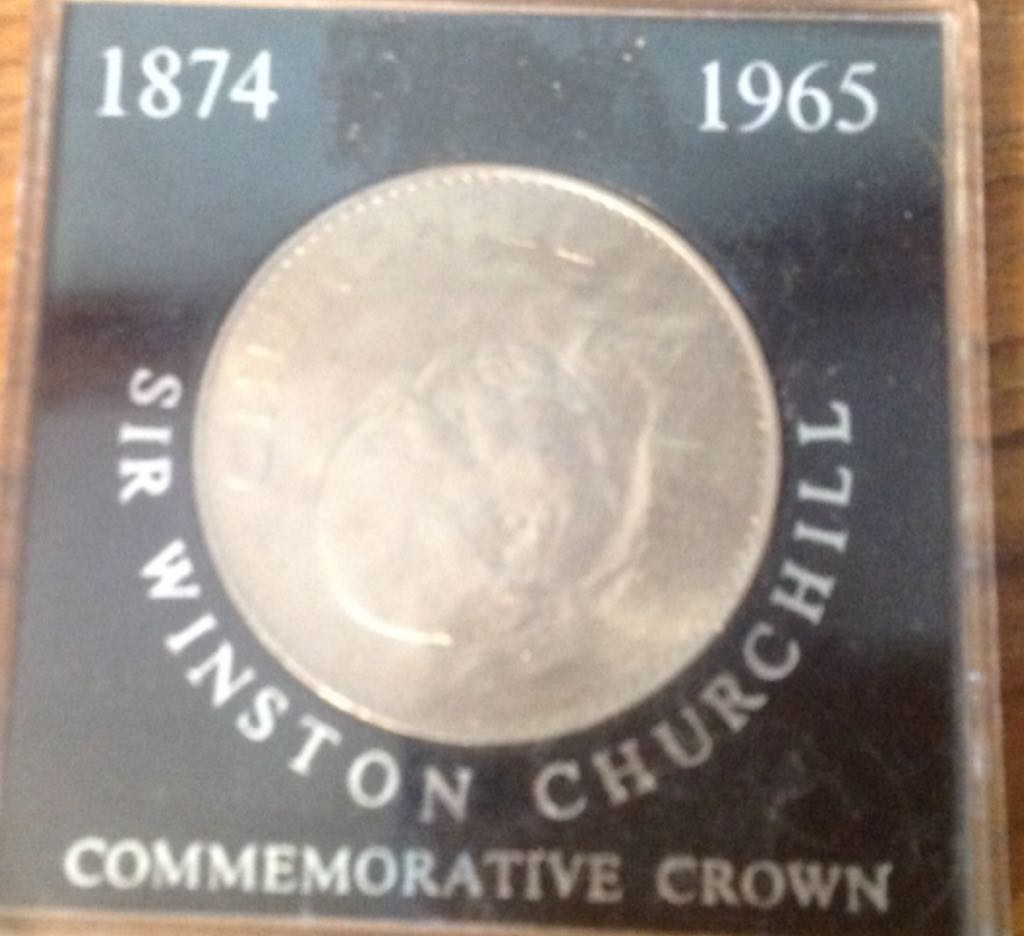 1874 1965
SIR WINSTON CHURCHILL
COMMEMORATIVE CROWN